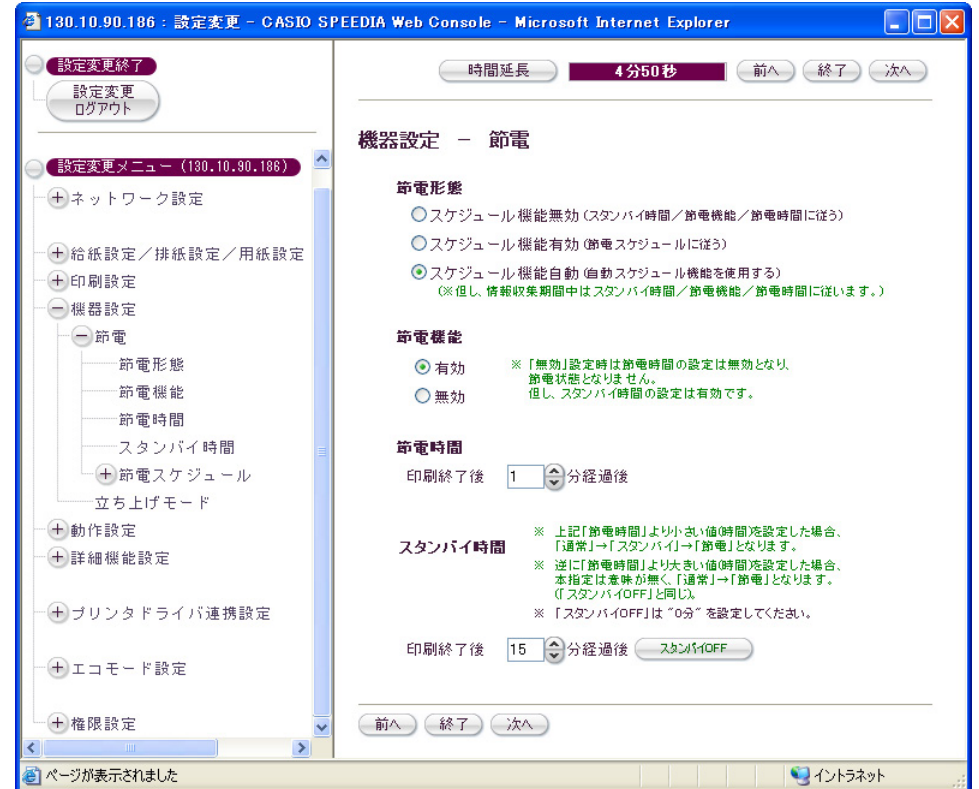 130.10.90.186 : 設定変更 - CASIO SPEEDIA Web Console - Microsoft Internet Explorer
設定変更終了
設定変更
ログアウト
設定変更メニュー (130.10.90.186)
ネットワーク設定
給紙設定／排紙設定／用紙設定
印刷設定
機器設定
節電
節電形態
節電機能
節電時間
スタンバイ時間
節電スケジュール
立ち上げモード
動作設定
詳細機能設定
プリンタドライバ連携設定
エコモード設定
権限設定
時間延長
4分50秒
前へ
終了
次へ
機器設定 － 節電
節電形態
スケジュール機能無効(スタンバイ時間／節電機能／節電時間に従う)
スケジュール機能有効(節電スケジュールに従う)
スケジュール機能自動(自動スケジュール機能を使用する)
(※但し、情報収集期間中はスタンバイ時間／節電機能／節電時間に従います。)
節電機能
有効
無効
※「無効」設定時は節電時間の設定は無効となり、
節電状態となりません。
但し、スタンバイ時間の設定は有効です。
節電時間
印刷終了後 1 分経過後
スタンバイ時間
※ 上記「節電時間」より小さい値(時間)を設定した場合、
「通常」→「スタンバイ」→「節電」となります。
※ 逆に「節電時間」より大きい値(時間)を設定した場合、
本指定は意味が無く、「通常」→「節電」となります。
(「スタンバイOFF」と同じ)。
※ 「スタンバイOFF」は "0分" を設定してください。
印刷終了後 15 分経過後 スタンバイOFF
前へ 終了 次へ
ページが表示されました
イントラネット